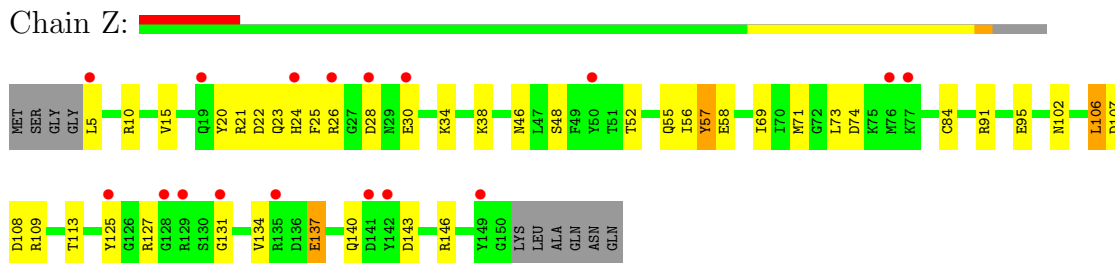 Chain Z:
MET SER GLY GLY L5 R10 V15 Q19 Y20 R21 D22 Q23 H24 F25 R26 G27 D28 N29 E30 K34 K38 N46 L47 S48 F49 Y50 T51 T52 Q55 I56 Y57 E58 I69 I70 M71 G72 L73 D74 K75 M76 K77 C84 R91 E95 N102 L106 D107
D108 R109 T113 Y125 G126 R127 G128 R129 S130 G131 V134 R135 D136 E137 Q140 D141 Y142 D143 R146 Y149 G150 LYS LEU ALA GLN ASN GLN